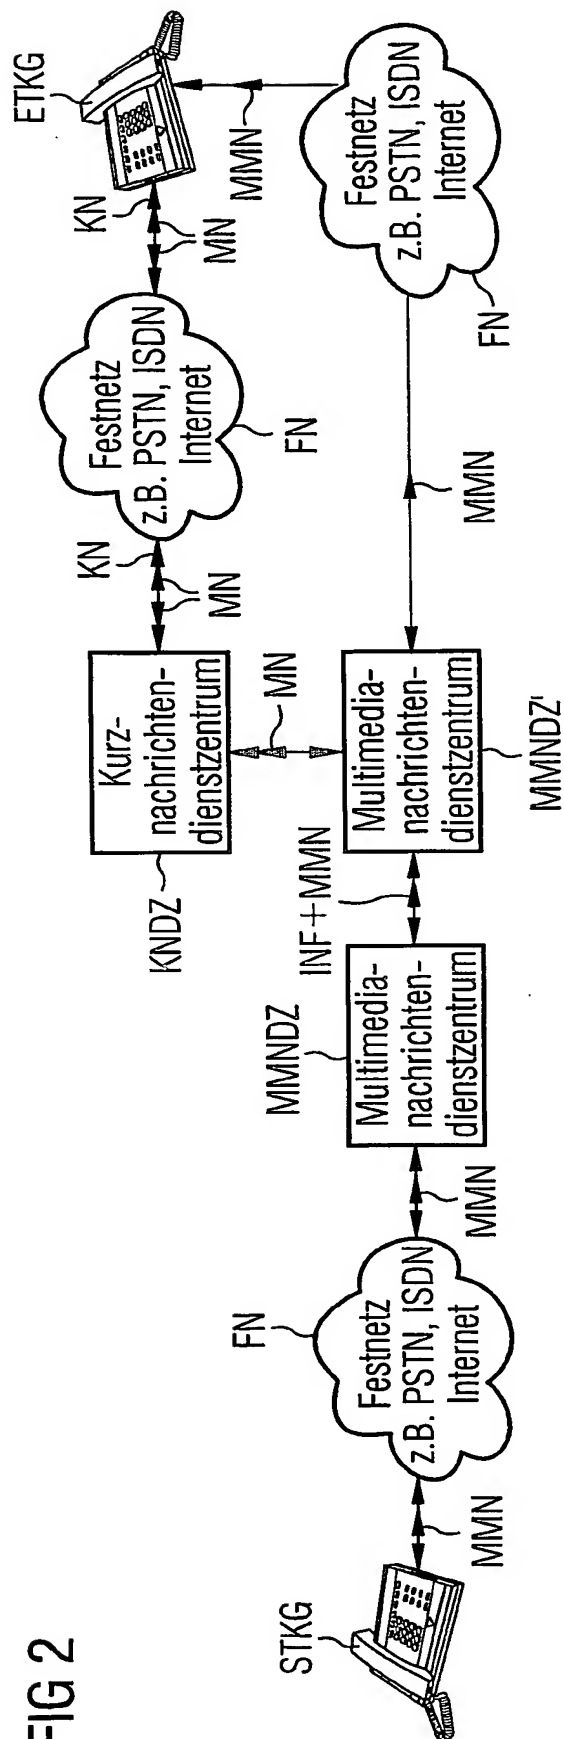 FIG 2
STKG
MMN
FN
Festnetz
z.B. PSTN, ISDN
Internet
MMN
MMNDZ
Multimedia-
nachrichten-
dienstzentrum
INF+MMN
Multimedia-
nachrichten-
dienstzentrum
MMNDZ'
MN
KNDZ
Kurz-
nachrichten-
dienstzentrum
KN
MN
Festnetz
z.B. PSTN, ISDN
Internet
FN
KN
MN
ETKG
MMN
Festnetz
z.B. PSTN, ISDN
Internet
FN
MMN